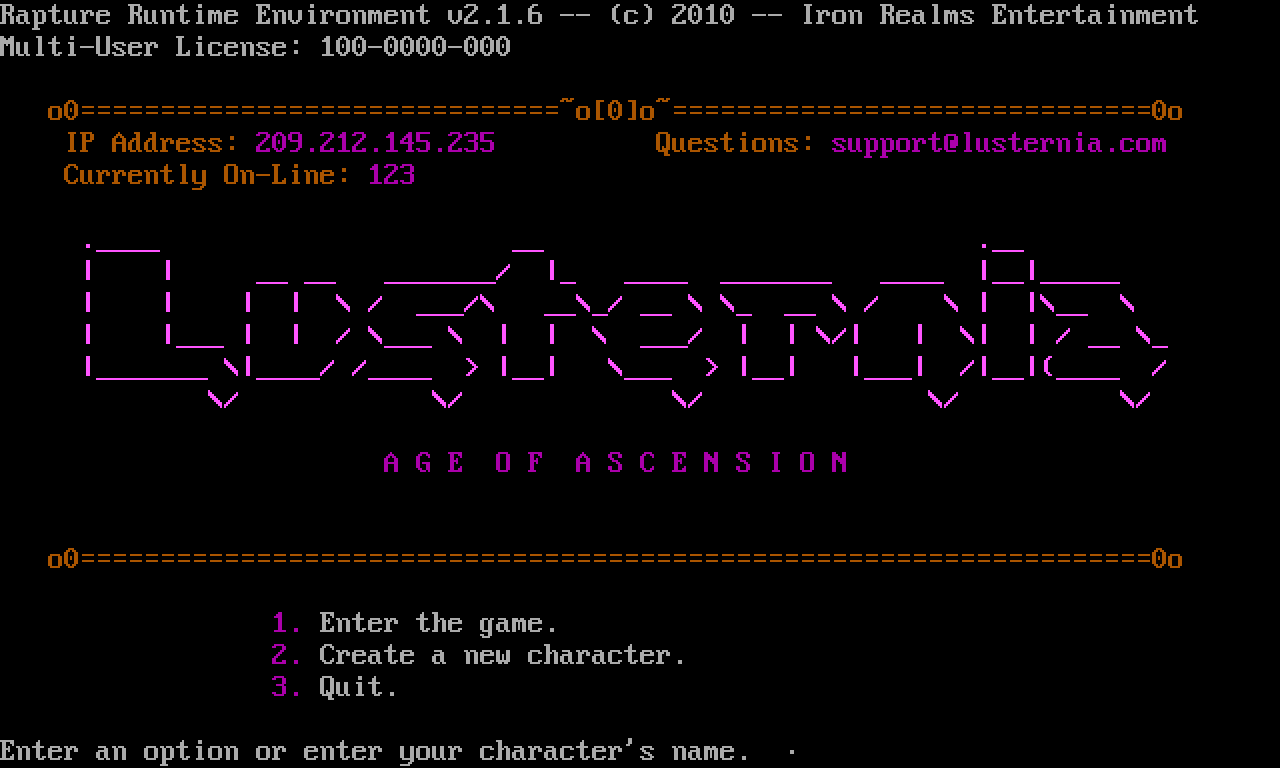 Rapture Runtime Environment v2.1.6 -- (c) 2010 -- Iron Realms Entertainment
Multi-User License: 100-0000-000
o0==============================~o[0]o~==============================0o
IP Address: 209.212.145.235 Questions: support@lusternia.com
Currently On-Line: 123
Lusternia
A G E O F A S C E N S I O N
o0===================================================================0o
1. Enter the game.
2. Create a new character.
3. Quit.
Enter an option or enter your character's name.